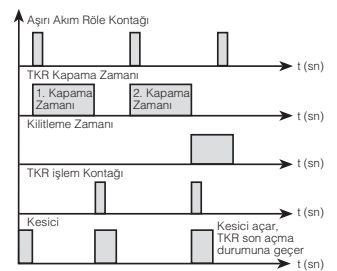 Aşırı Akım Röle Kontağı
t (sn)
TKR Kapama Zamanı
1. Kapama
Zamanı
2. Kapama
Zamanı
t (sn)
Kilitleme Zamanı
t (sn)
TKR işlem Kontağı
t (sn)
Kesici
Kesici açar,
TKR son açma
durumuna geçer
t (sn)